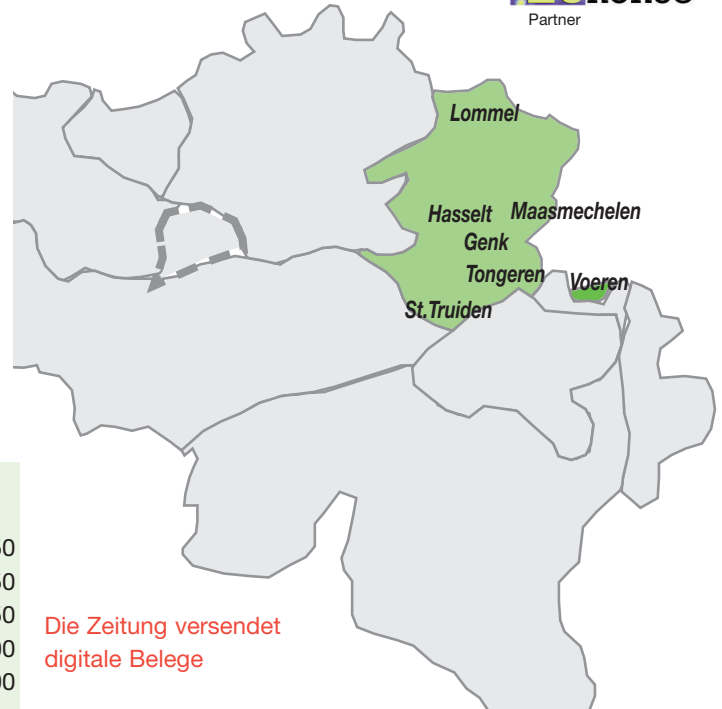 Partner
Lommel
Hasselt Maasmechelen
Genk
Tongeren Voeren
St.Truiden
Die Zeitung versendet
digitale Belege